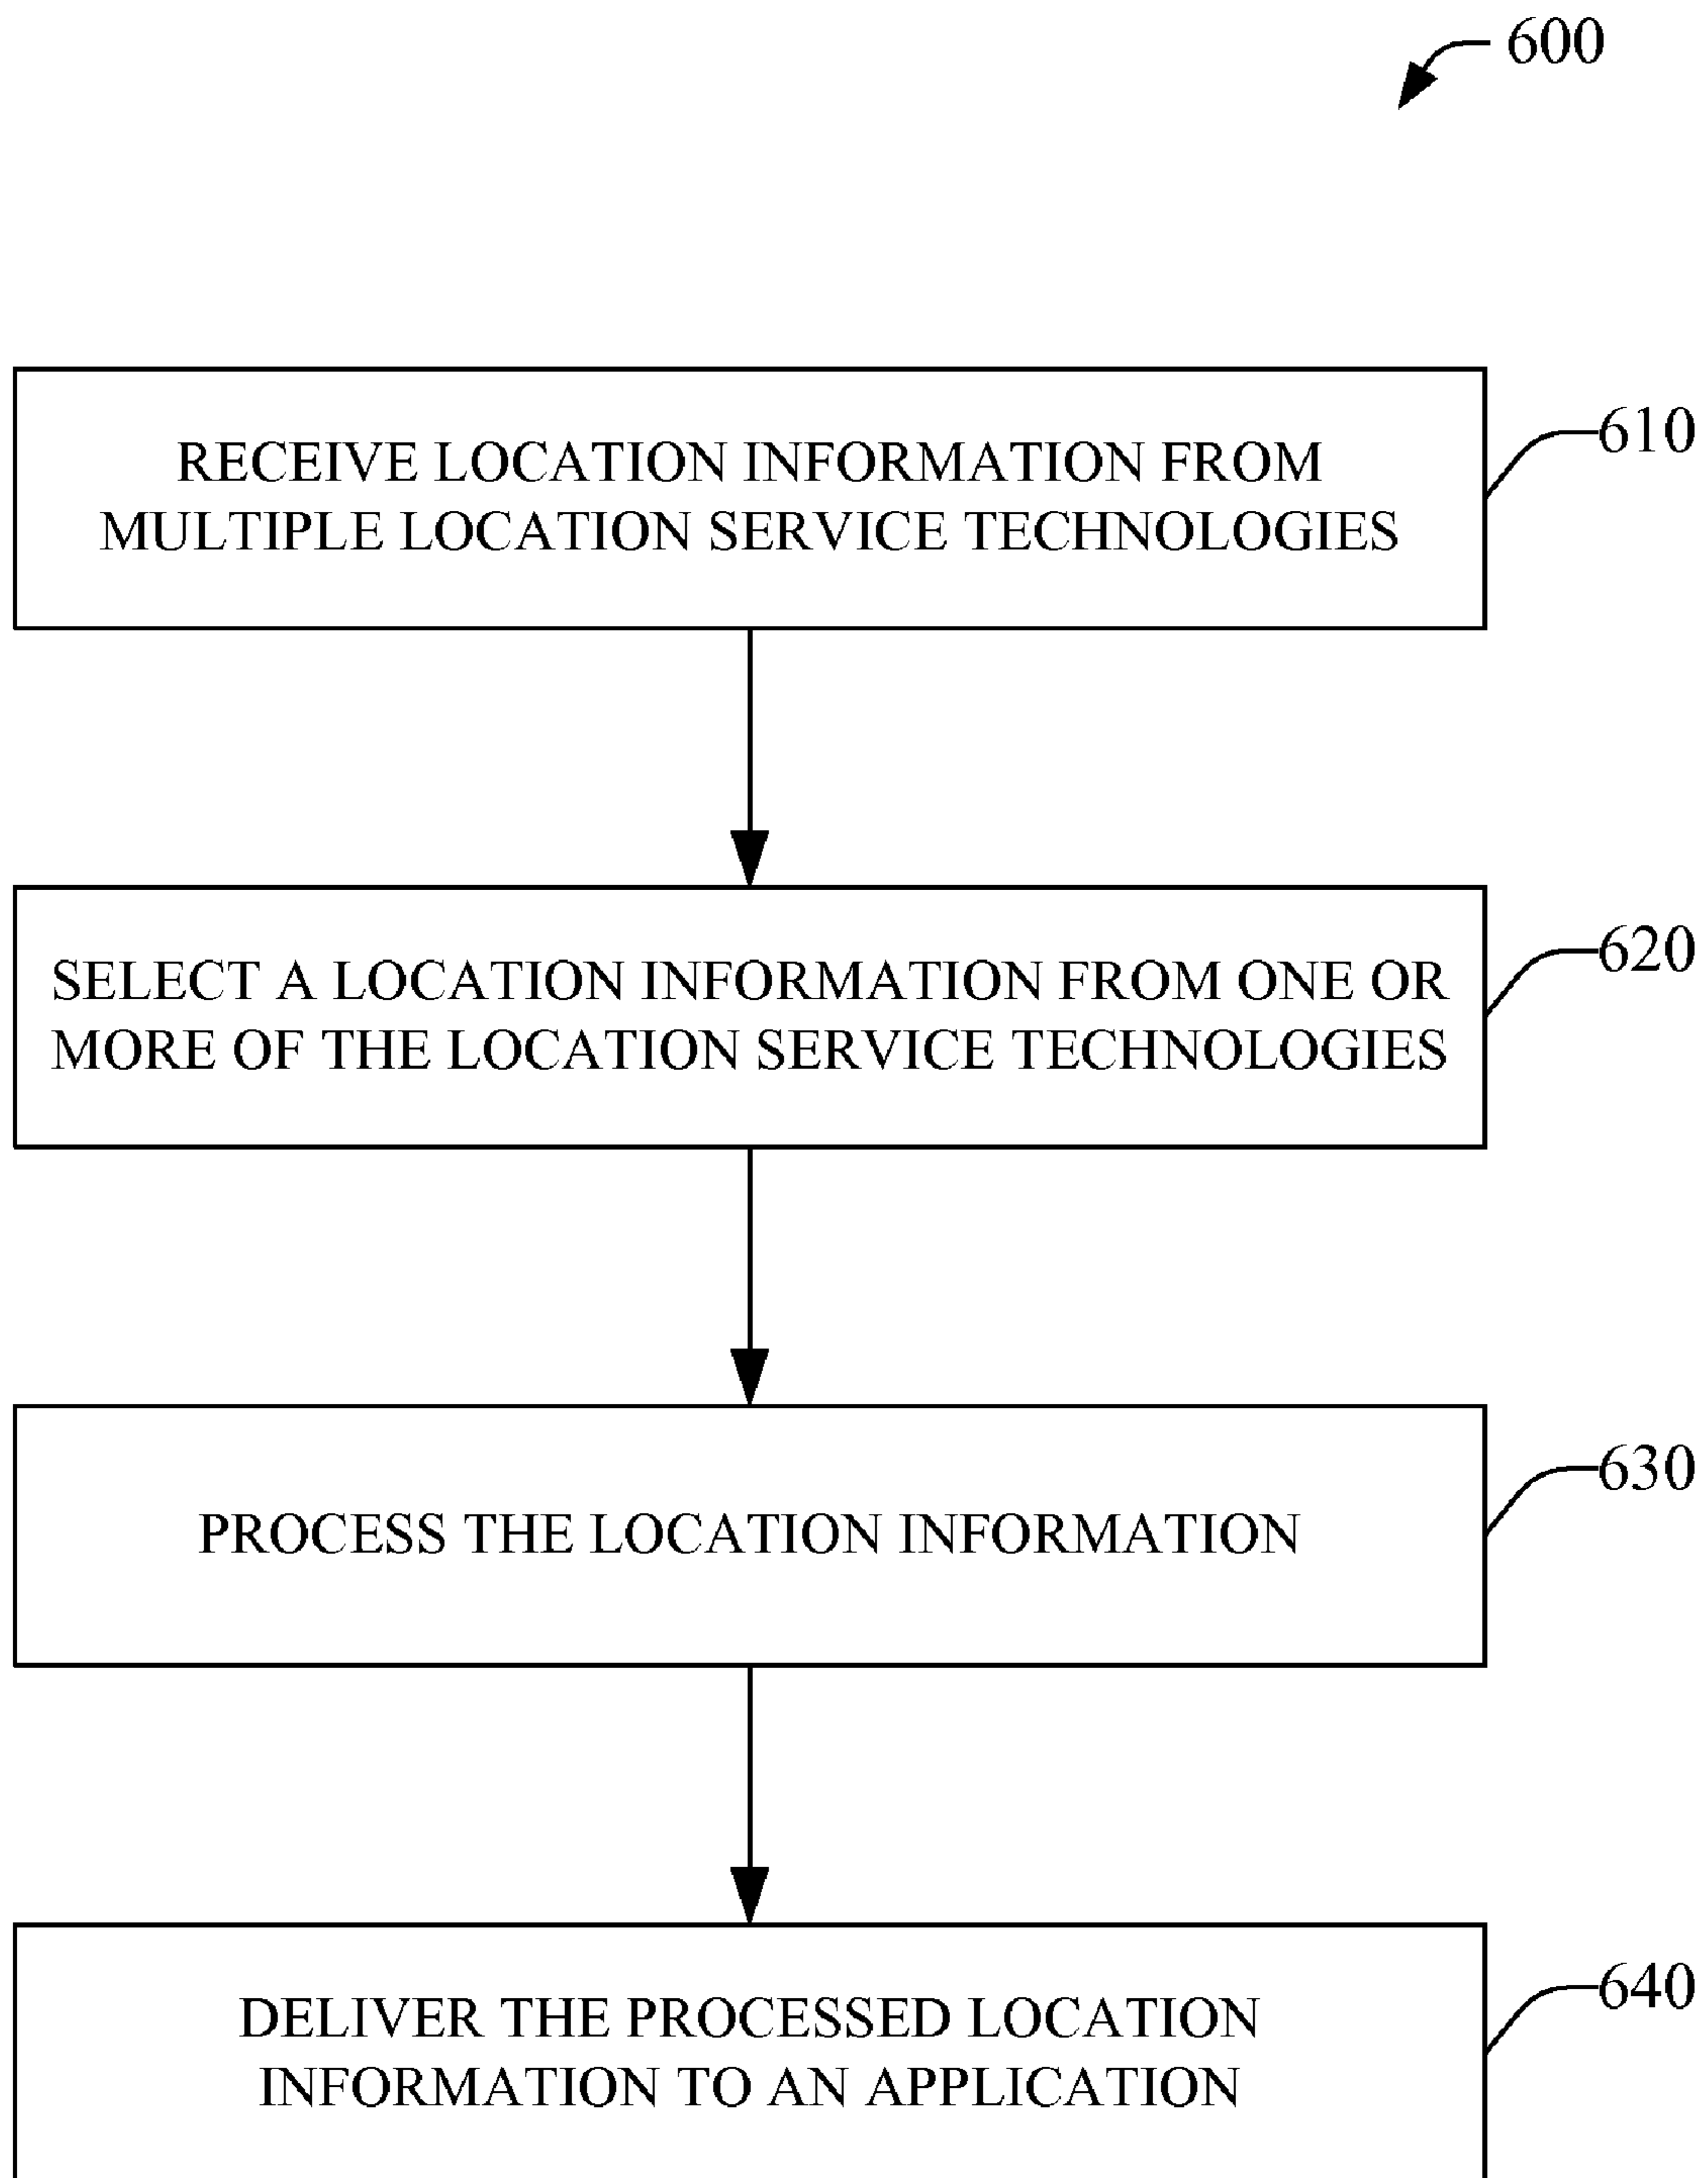 600
RECEIVE LOCATION INFORMATION FROM
MULTIPLE LOCATION SERVICE TECHNOLOGIES
610
SELECT A LOCATION INFORMATION FROM ONE OR
MORE OF THE LOCATION SERVICE TECHNOLOGIES
620
PROCESS THE LOCATION INFORMATION
630
DELIVER THE PROCESSED LOCATION
INFORMATION TO AN APPLICATION
640